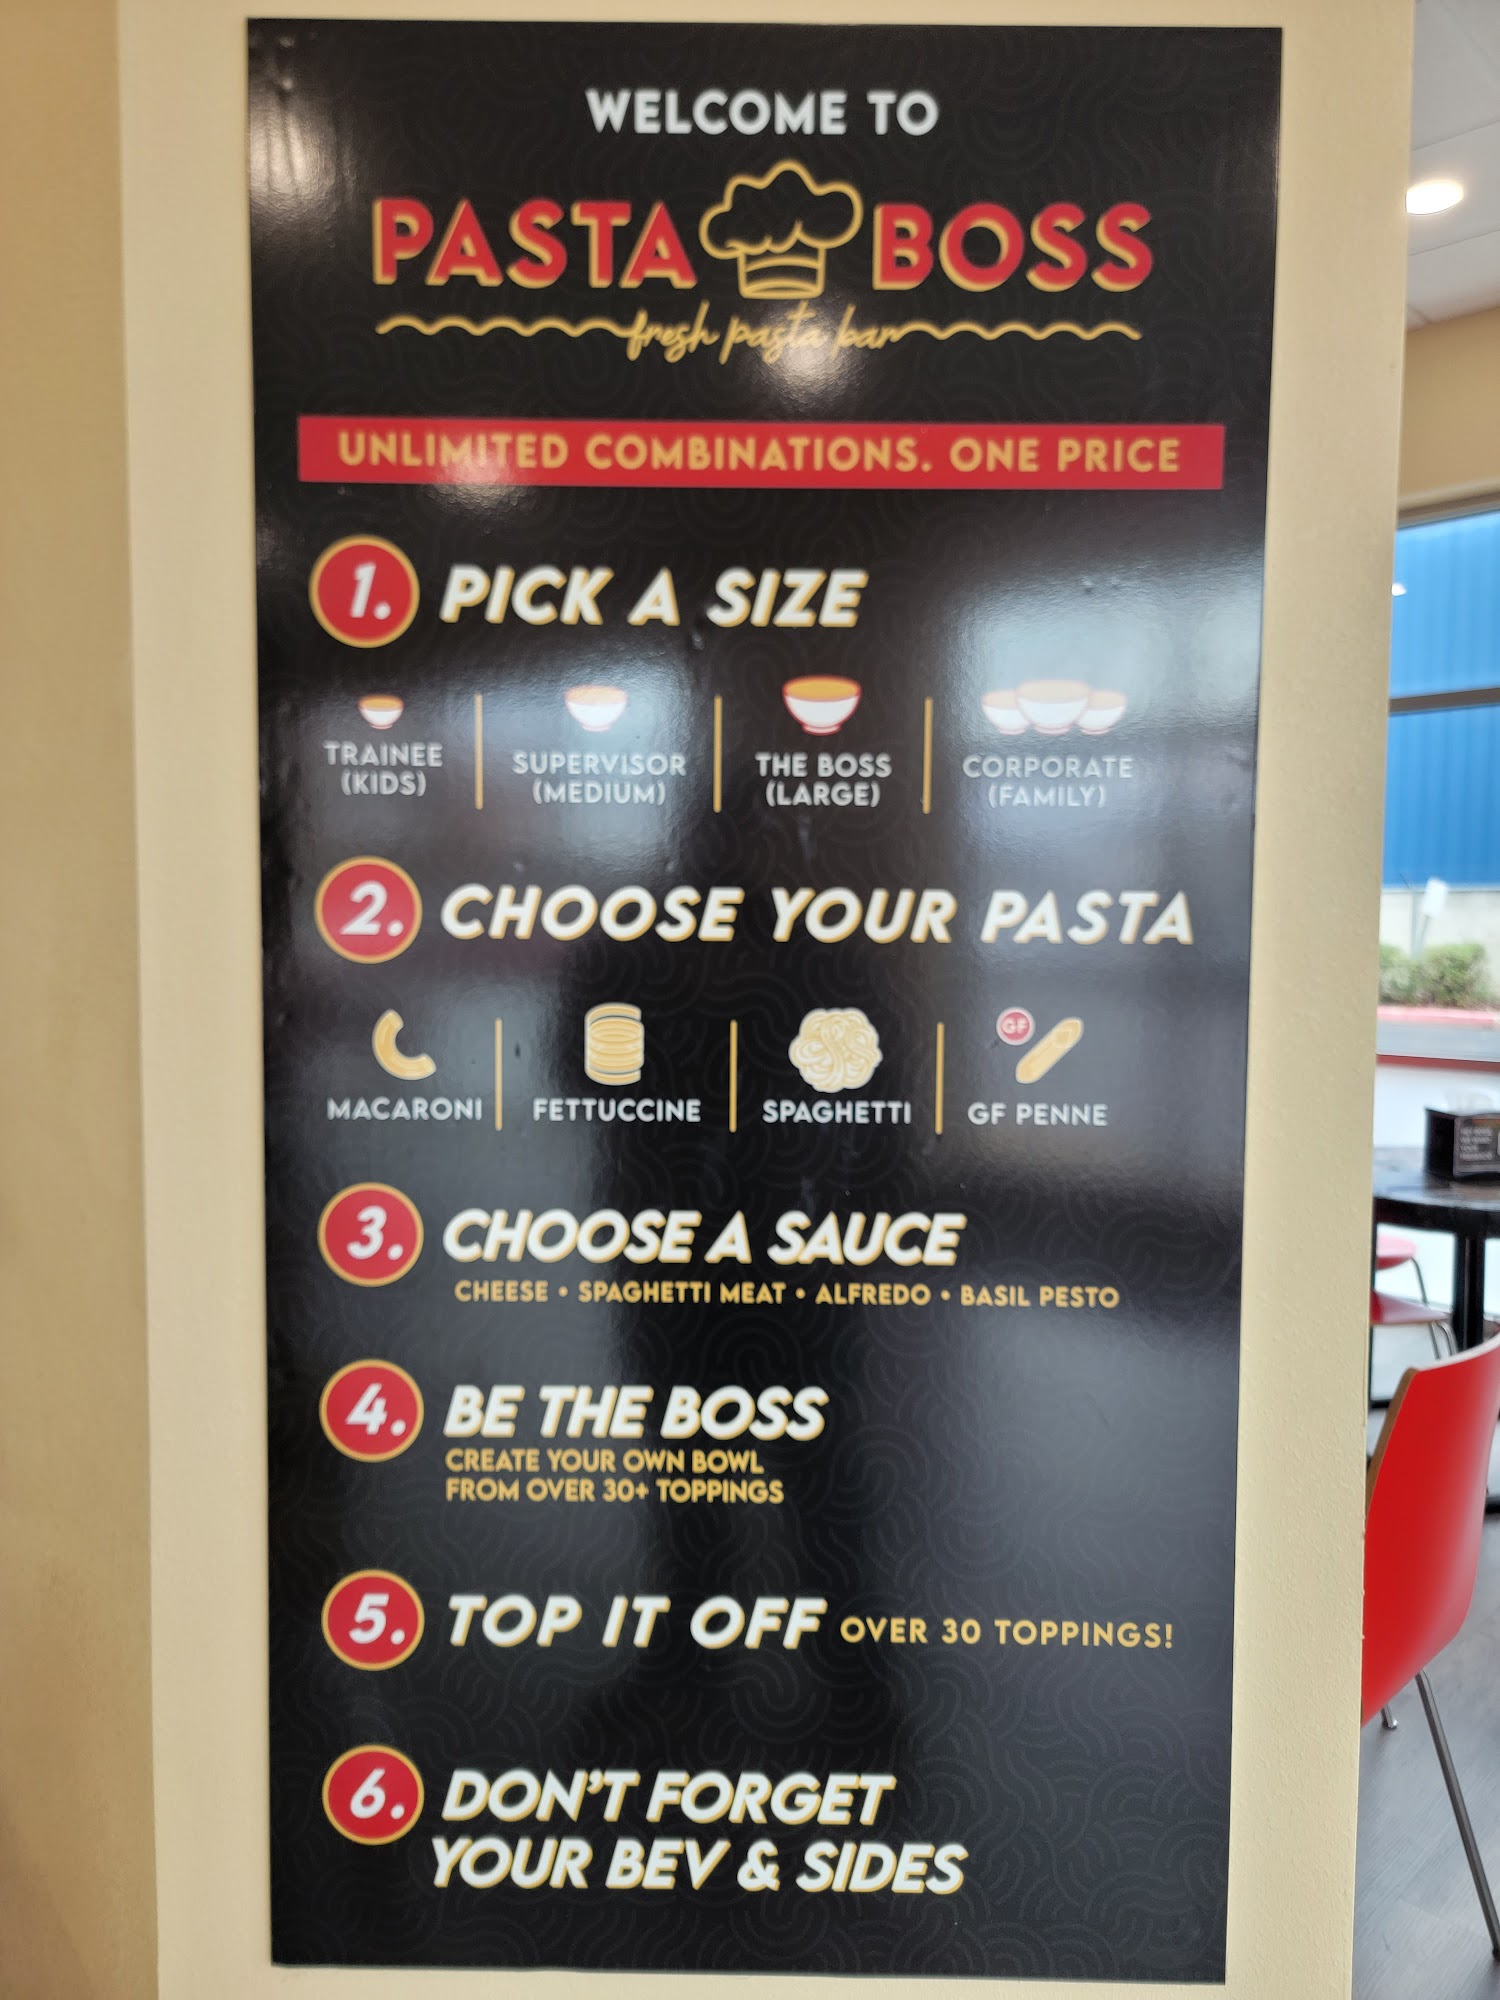 WELCOME TO
PASTA BOSS
fresh pasta bar
UNLIMITED COMBINATIONS. ONE PRICE
1. PICK A SIZE
TRAINEE (KIDS)
SUPERVISOR (MEDIUM)
THE BOSS (LARGE)
CORPORATE (FAMILY)
2. CHOOSE YOUR PASTA
GF
MACARONI
FETTUCCINE
SPAGHETTI
GF PENNE
3. CHOOSE A SAUCE
CHEESE • SPAGHETTI MEAT • ALFREDO • BASIL PESTO
4. BE THE BOSS
CREATE YOUR OWN BOWL
FROM OVER 30+ TOPPINGS
5. TOP IT OFF OVER 30 TOPPINGS!
6. DON'T FORGET
YOUR BEV & SIDES